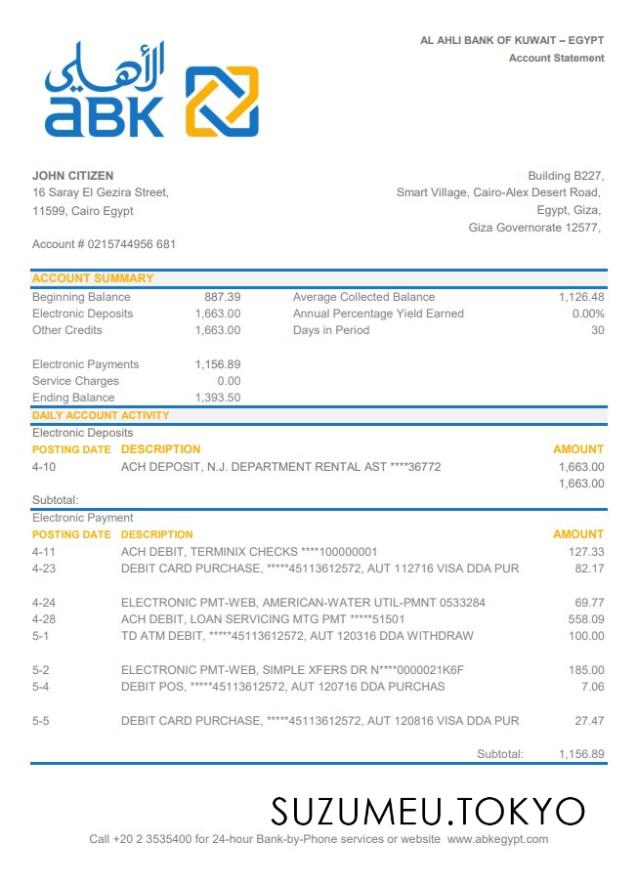 AL AHLI BANK OF KUWAIT – EGYPT
Account Statement
الأهلي
aBK
JOHN CITIZEN
16 Saray El Gezira Street,
11599, Cairo Egypt
Account # 0215744956 681
Building B227,
Smart Village, Cairo-Alex Desert Road,
Egypt, Giza,
Giza Governorate 12577,
ACCOUNT SUMMARY
Beginning Balance 887.39 Average Collected Balance 1,126.48
Electronic Deposits 1,663.00 Annual Percentage Yield Earned 0.00%
Other Credits 1,663.00 Days in Period 30
Electronic Payments 1,156.89
Service Charges 0.00
Ending Balance 1,393.50
DAILY ACCOUNT ACTIVITY
Electronic Deposits
POSTING DATE DESCRIPTION AMOUNT
4-10 ACH DEPOSIT, N.J. DEPARTMENT RENTAL AST ****36772 1,663.00
1,663.00
Subtotal:
Electronic Payment
POSTING DATE DESCRIPTION AMOUNT
4-11 ACH DEBIT, TERMINIX CHECKS ****100000001 127.33
4-23 DEBIT CARD PURCHASE, *****45113612572, AUT 112716 VISA DDA PUR 82.17
4-24 ELECTRONIC PMT-WEB, AMERICAN-WATER UTIL-PMNT 0533284 69.77
4-28 ACH DEBIT, LOAN SERVICING MTG PMT *****51501 558.09
5-1 TD ATM DEBIT, *****45113612572, AUT 120316 DDA WITHDRAW 100.00
5-2 ELECTRONIC PMT-WEB, SIMPLE XFERS DR N****0000021K6F 185.00
5-4 DEBIT POS, *****45113612572, AUT 120716 DDA PURCHAS 7.06
5-5 DEBIT CARD PURCHASE, *****45113612572, AUT 120816 VISA DDA PUR 27.47
Subtotal: 1,156.89
SUZUMEU.TOKYO
Call +20 2 3535400 for 24-hour Bank-by-Phone services or website www.abkegypt.com